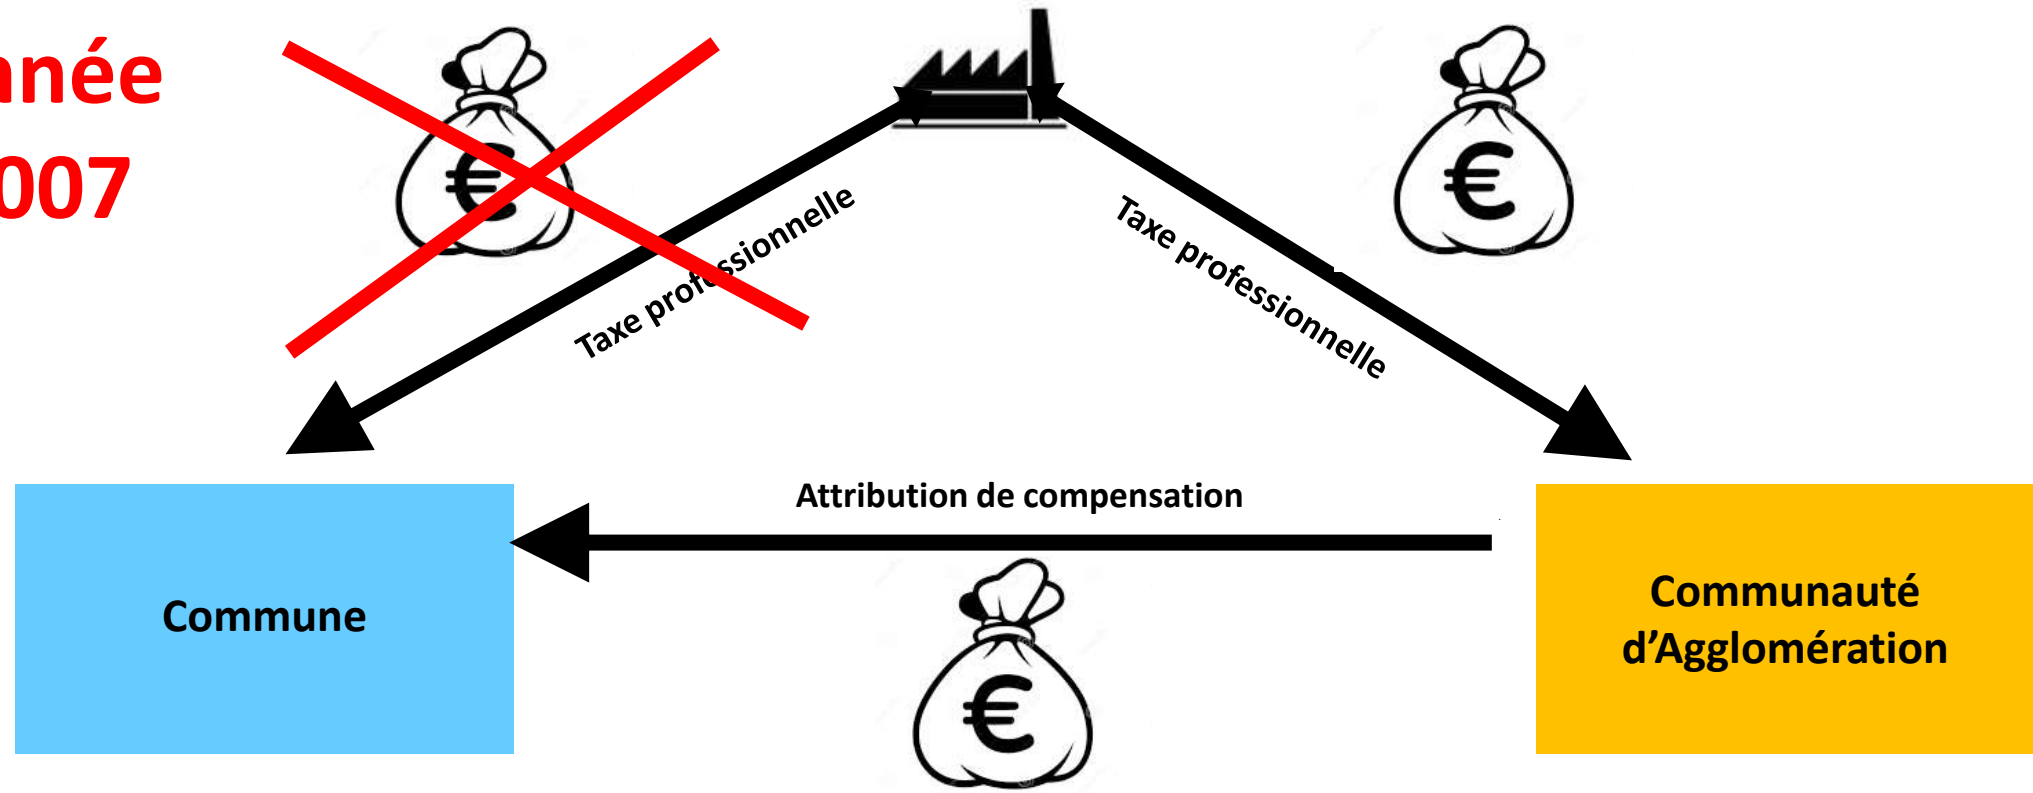 nnée
007
€
€
Taxe professionnelle
Taxe professionnelle
Attribution de compensation
Commune
€
Communauté
d’Agglomération